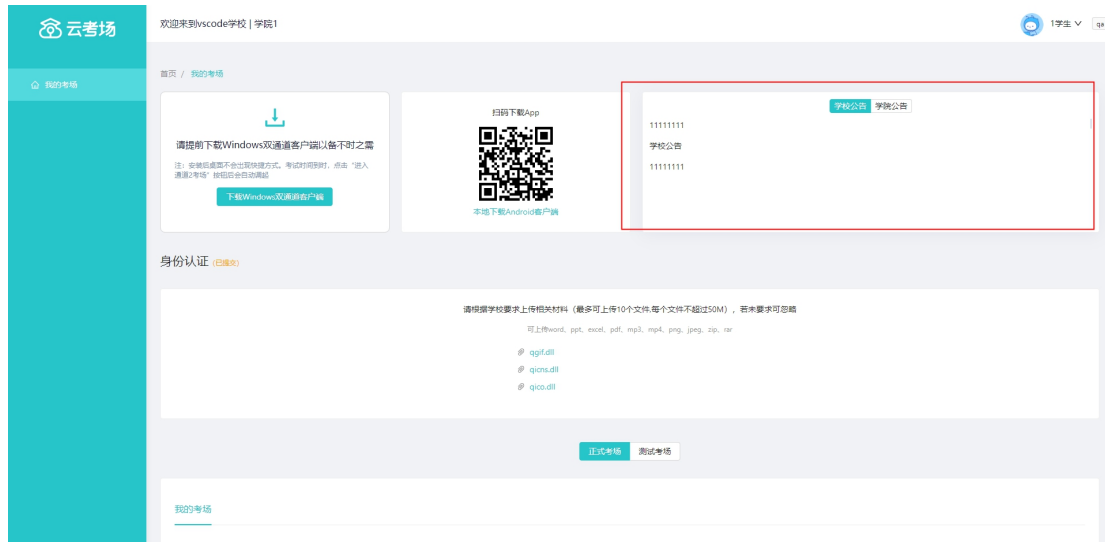 云考场
欢迎来到vscode学校 | 学院1
1学生
我的考场
首页 / 我的考场
请提前下载Windows双通道客户端以备不时之需
注：安装后桌面不会出现快捷方式。考试时间到时，点击“进入
通道2考场”按钮后会自动调起
下载Windows双通道客户端
扫码下载App
本地下载Android客户端
学校公告 学院公告
11111111
学校公告
11111111
身份认证 (已提交)
请根据学校要求上传相关材料（最多可上传10个文件,每个文件不超过50M），若未要求可忽略
可上传word、ppt、excel、pdf、mp3、mp4、png、jpeg、zip、rar
qgif.dll
qicns.dll
qico.dll
正式考场 测试考场
我的考场